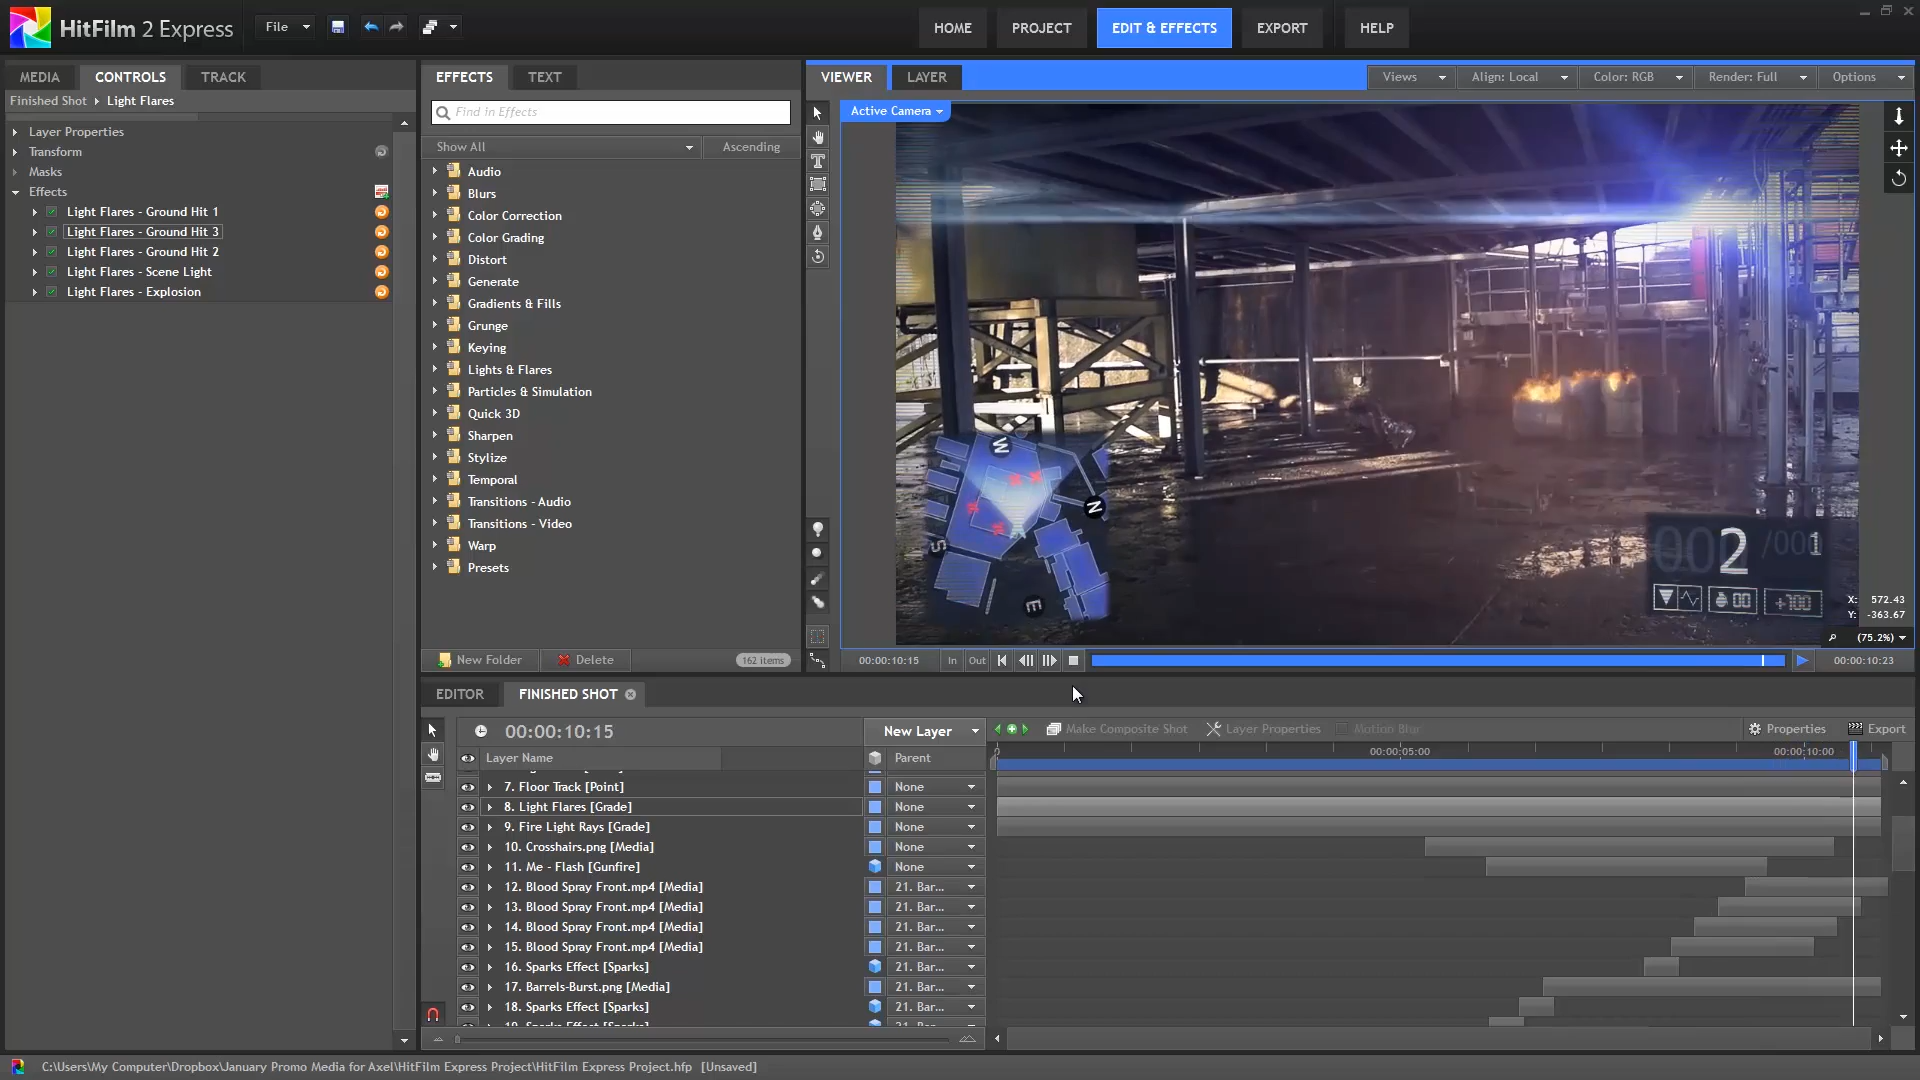 HitFilm 2 Express
File
HOME
PROJECT
EDIT & EFFECTS
EXPORT
HELP
MEDIA
CONTROLS
TRACK
Finished Shot
Light Flares
Layer Properties
Transform
Masks
Effects
Light Flares - Ground Hit 1
Light Flares - Ground Hit 3
Light Flares - Ground Hit 2
Light Flares - Scene Light
Light Flares - Explosion
EFFECTS
TEXT
Find in Effects
Show All
Ascending
Audio
Blurs
Color Correction
Color Grading
Distort
Generate
Gradients & Fills
Grunge
Keying
Lights & Flares
Particles & Simulation
Quick 3D
Sharpen
Stylize
Temporal
Transitions - Audio
Transitions - Video
Warp
Presets
New Folder
Delete
162 items
VIEWER
LAYER
Views
Align: Local
Color: RGB
Render: Full
Options
Active Camera
W
N
S
E
002 /0001
00
+100
X: 572.43
Y: -363.67
(75.2%)
00:00:10:15
In
Out
00:00:10:23
EDITOR
FINISHED SHOT
00:00:10:15
New Layer
Make Composite Shot
Layer Properties
Motion Blur
Properties
Export
Layer Name
Parent
0
00:00:05:00
00:00:10:00
7. Floor Track [Point] None
8. Light Flares [Grade] None
9. Fire Light Rays [Grade] None
10. Crosshairs.png [Media] None
11. Me - Flash [Gunfire] None
12. Blood Spray Front.mp4 [Media] 21. Bar...
13. Blood Spray Front.mp4 [Media] 21. Bar...
14. Blood Spray Front.mp4 [Media] 21. Bar...
15. Blood Spray Front.mp4 [Media] 21. Bar...
16. Sparks Effect [Sparks] 21. Bar...
17. Barrels-Burst.png [Media] 21. Bar...
18. Sparks Effect [Sparks] 21. Bar...
19. Sparks Effect [Sparks]
C:\Users\My Computer\Dropbox\January Promo Media for Axel\HitFilm Express Project\HitFilm Express Project.hfp [Unsaved]